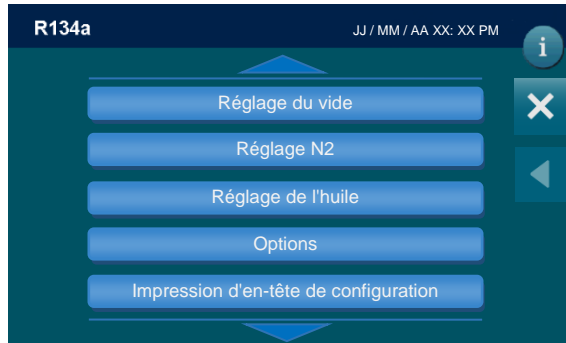 R134a
JJ / MM / AA XX: XX PM
i
Réglage du vide
Réglage N2
Réglage de l'huile
Options
Impression d'en-tête de configuration